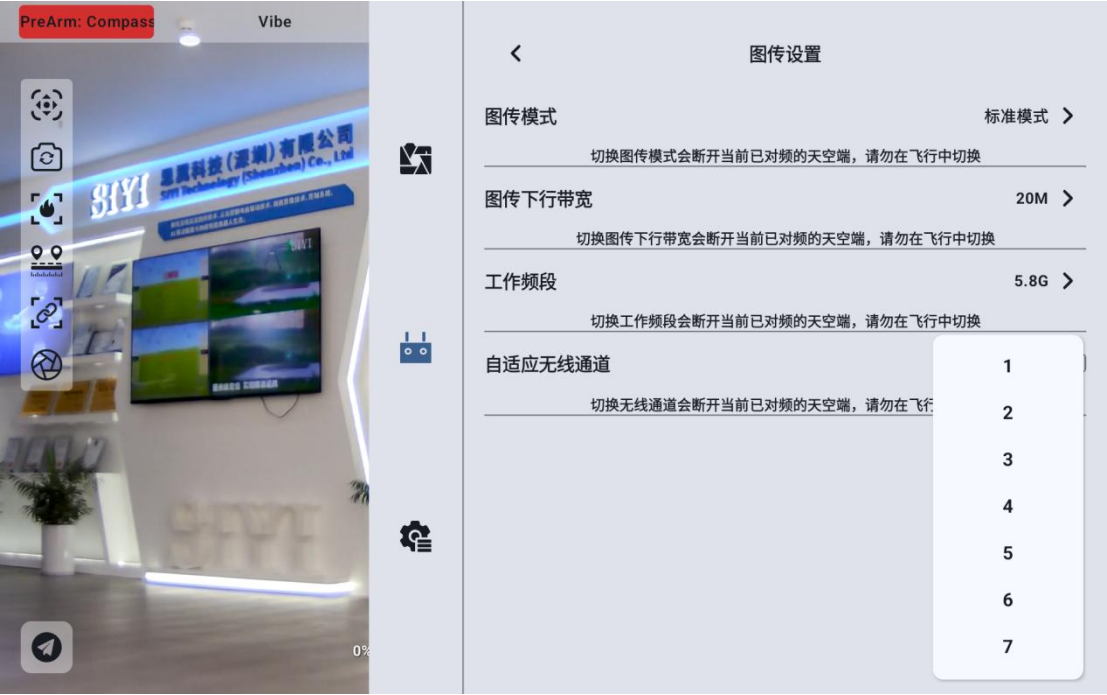 PreArm: Compass
Vibe
思翼科技(深圳)有限公司
SIYI
SIYI Technology (Shenzhen) Co., Ltd
SIYI
SIYI
0%
图传设置
图传模式
标准模式
切换图传模式会断开当前已对频的天空端，请勿在飞行中切换
图传下行带宽
20M
切换图传下行带宽会断开当前已对频的天空端，请勿在飞行中切换
工作频段
5.8G
切换工作频段会断开当前已对频的天空端，请勿在飞行中切换
自适应无线通道
切换无线通道会断开当前已对频的天空端，请勿在飞行
1
2
3
4
5
6
7